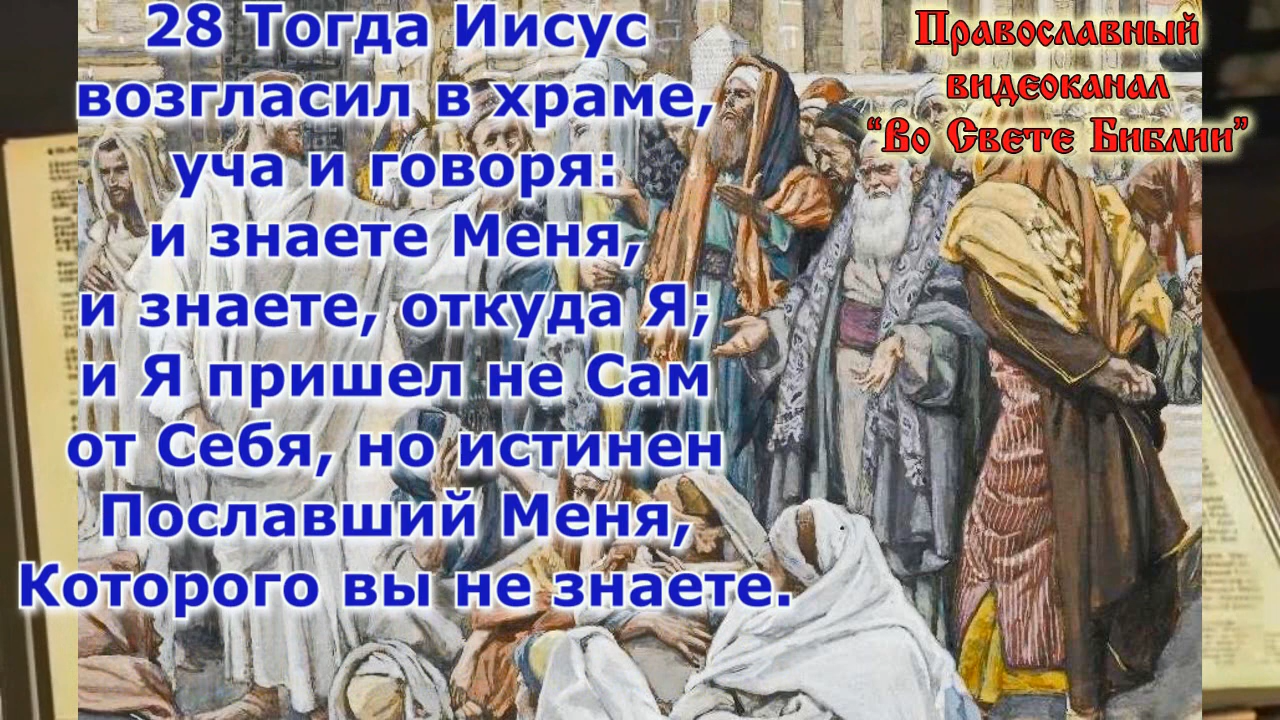 28 Тогда Иисус
возгласил в храме,
уча и говоря:
и знаете Меня,
и знаете, откуда Я;
и Я пришел не Сам
от Себя, но истинен
Пославший Меня,
Которого вы не знаете.
Православный
видеоканал
“Во Свете Библии”